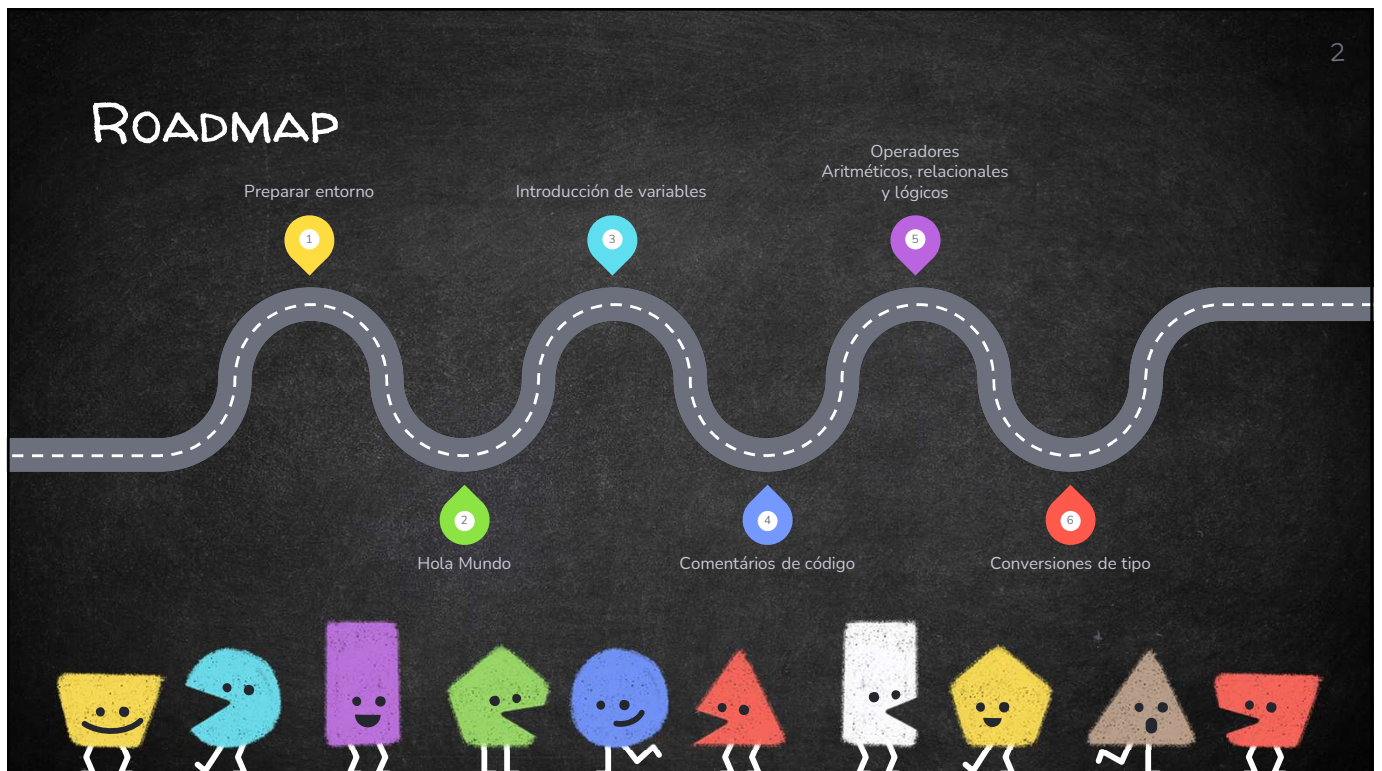 2
Roadmap
Preparar entorno
1
Hola Mundo
2
Introducción de variables
3
Comentários de código
4
Operadores
Aritméticos, relacionales
y lógicos
5
Conversiones de tipo
6